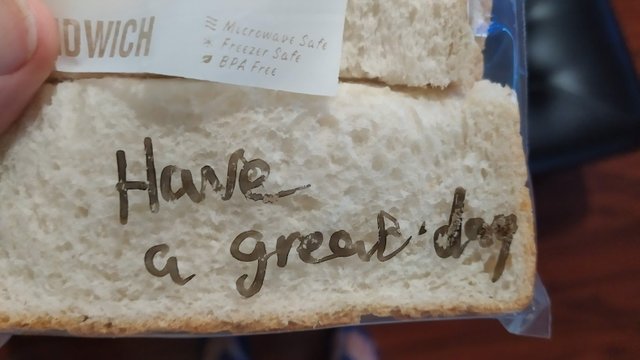 DWICH
Microwave Safe
Freezer Safe
BPA Free
Have
a great day